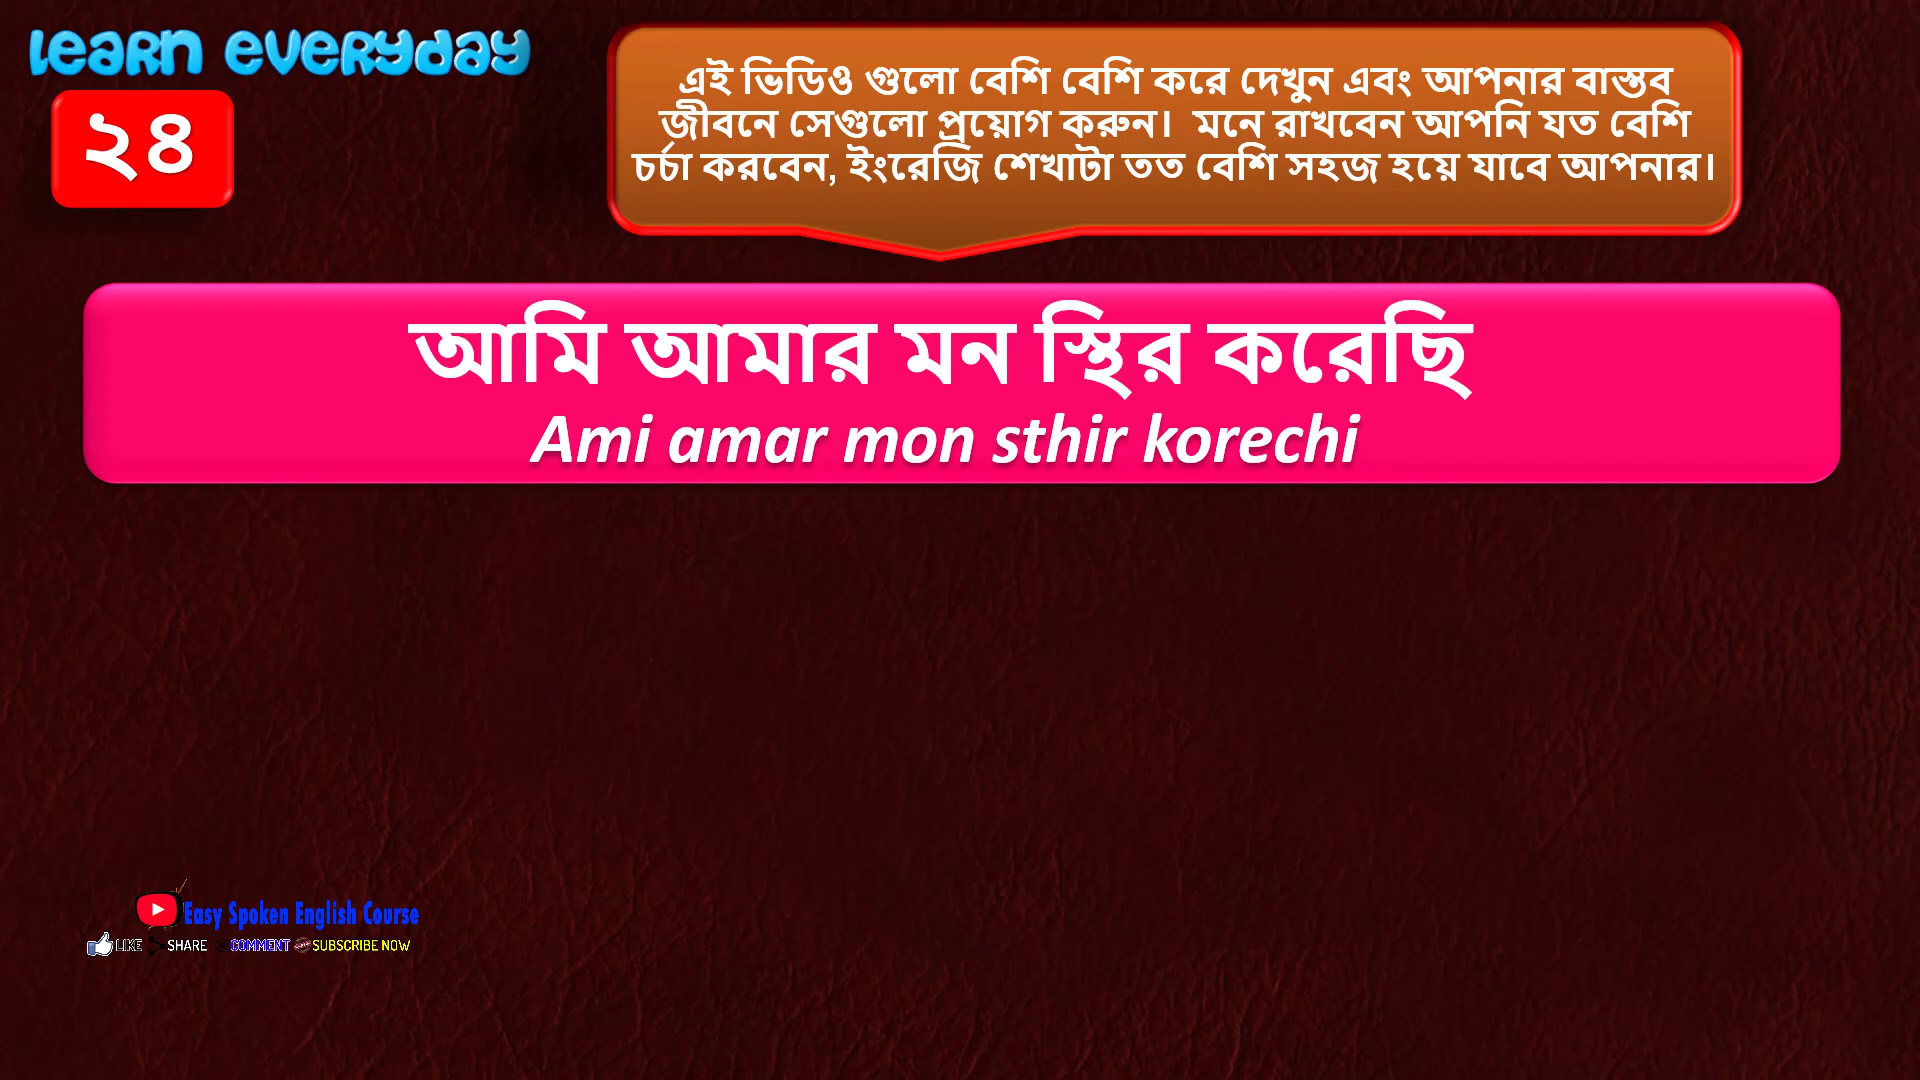 Learn Everyday
২৪
এই ভিডিও গুলো বেশি বেশি করে দেখুন এবং আপনার বাস্তব
জীবনে সেগুলো প্রয়োগ করুন। মনে রাখবেন আপনি যত বেশি
চর্চা করবেন, ইংরেজি শেখাটা তত বেশি সহজ হয়ে যাবে আপনার।
আমি আমার মন স্থির করেছি
Ami amar mon sthir korechi
Easy Spoken English Course
LIKE SHARE COMMENT SUBSCRIBE NOW